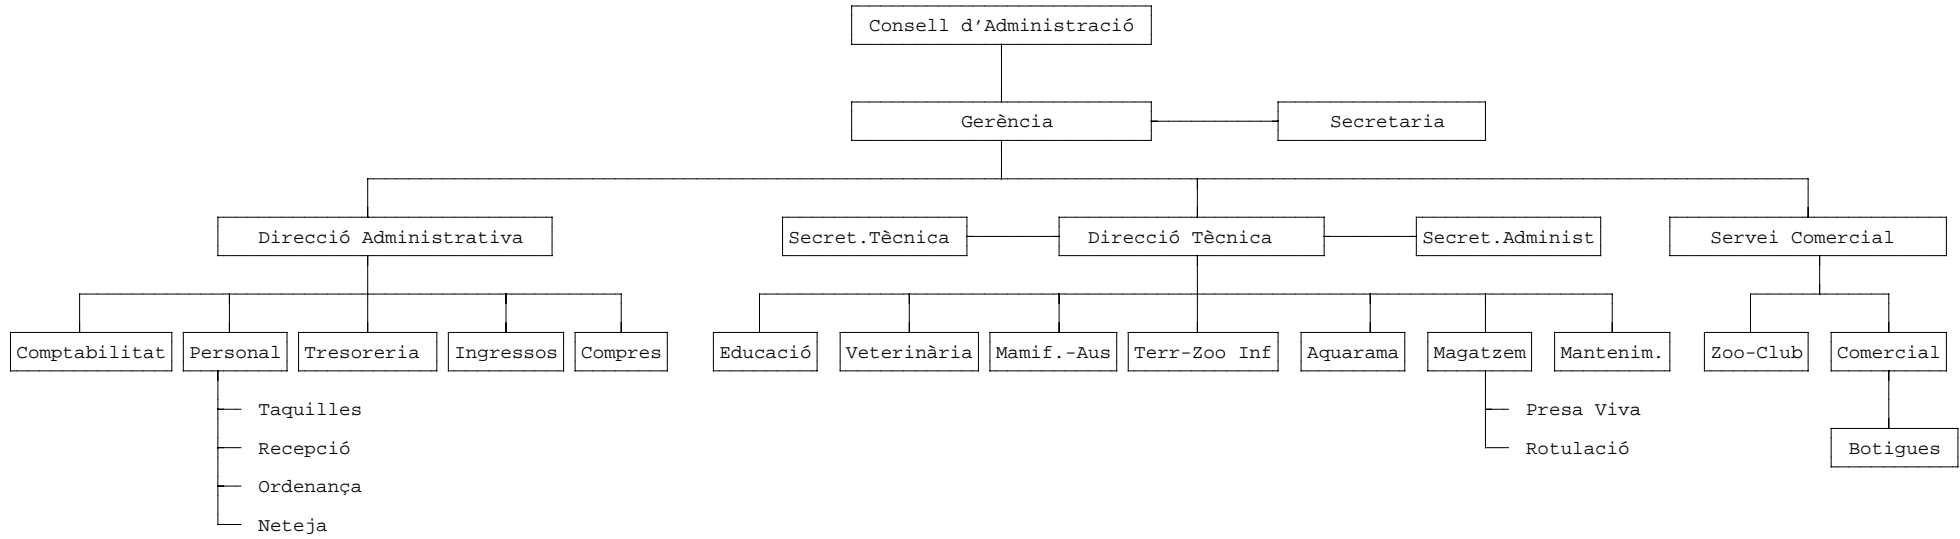 Consell d’Administració
Gerència
Secretaria
Direcció Administrativa
Secret.Tècnica
Direcció Tècnica
Secret.Administ
Servei Comercial
Comptabilitat
Personal
Tresoreria
Ingressos
Compres
Educació
Veterinària
Mamif.-Aus
Terr-Zoo Inf
Aquarama
Magatzem
Mantenim.
Zoo-Club
Comercial
Taquilles
Recepció
Ordenança
Neteja
Presa Viva
Rotulació
Botigues